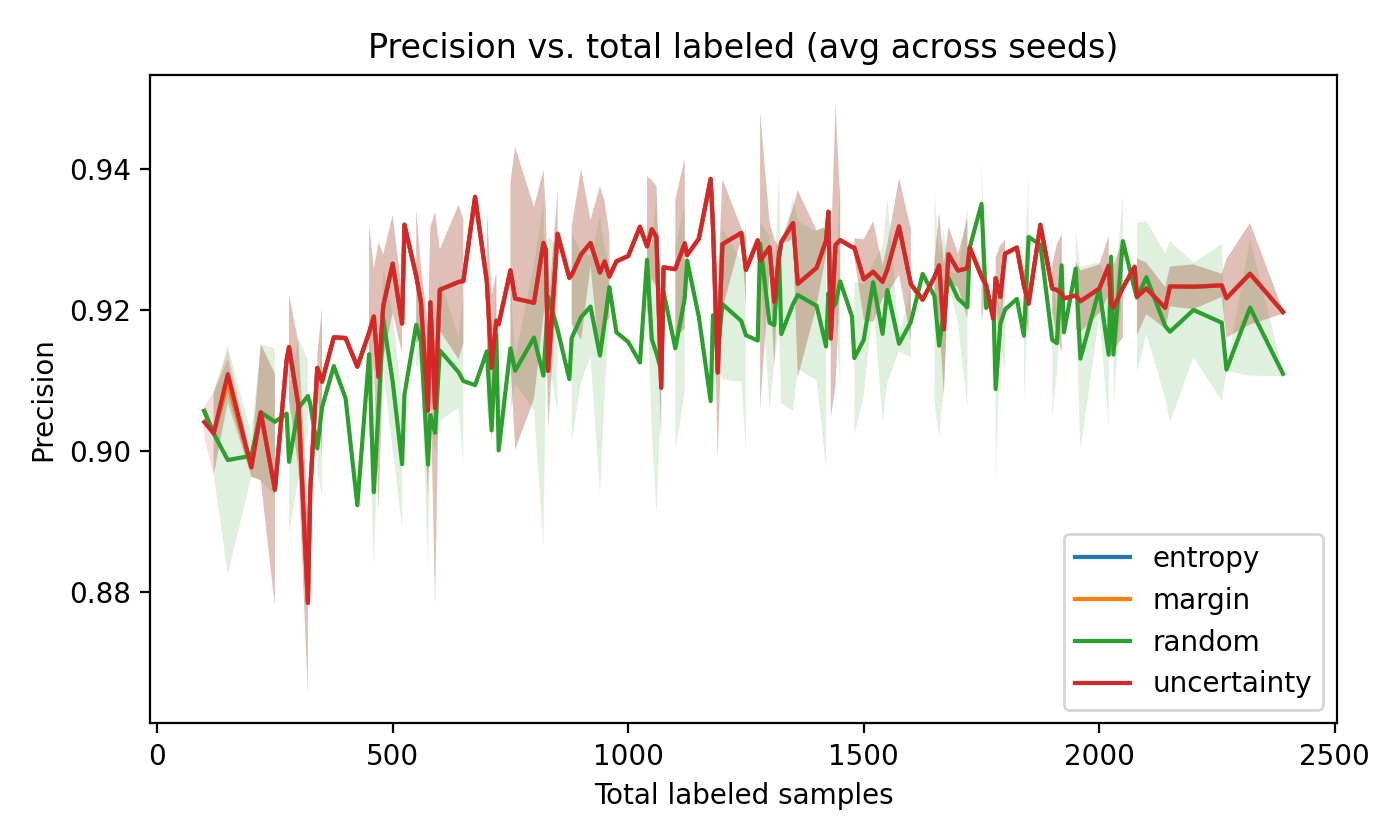 Precision vs. total labeled (avg across seeds)
0.94
0.92
0.90
0.88
Precision
0
500
1000
1500
2000
2500
Total labeled samples
entropy
margin
random
uncertainty